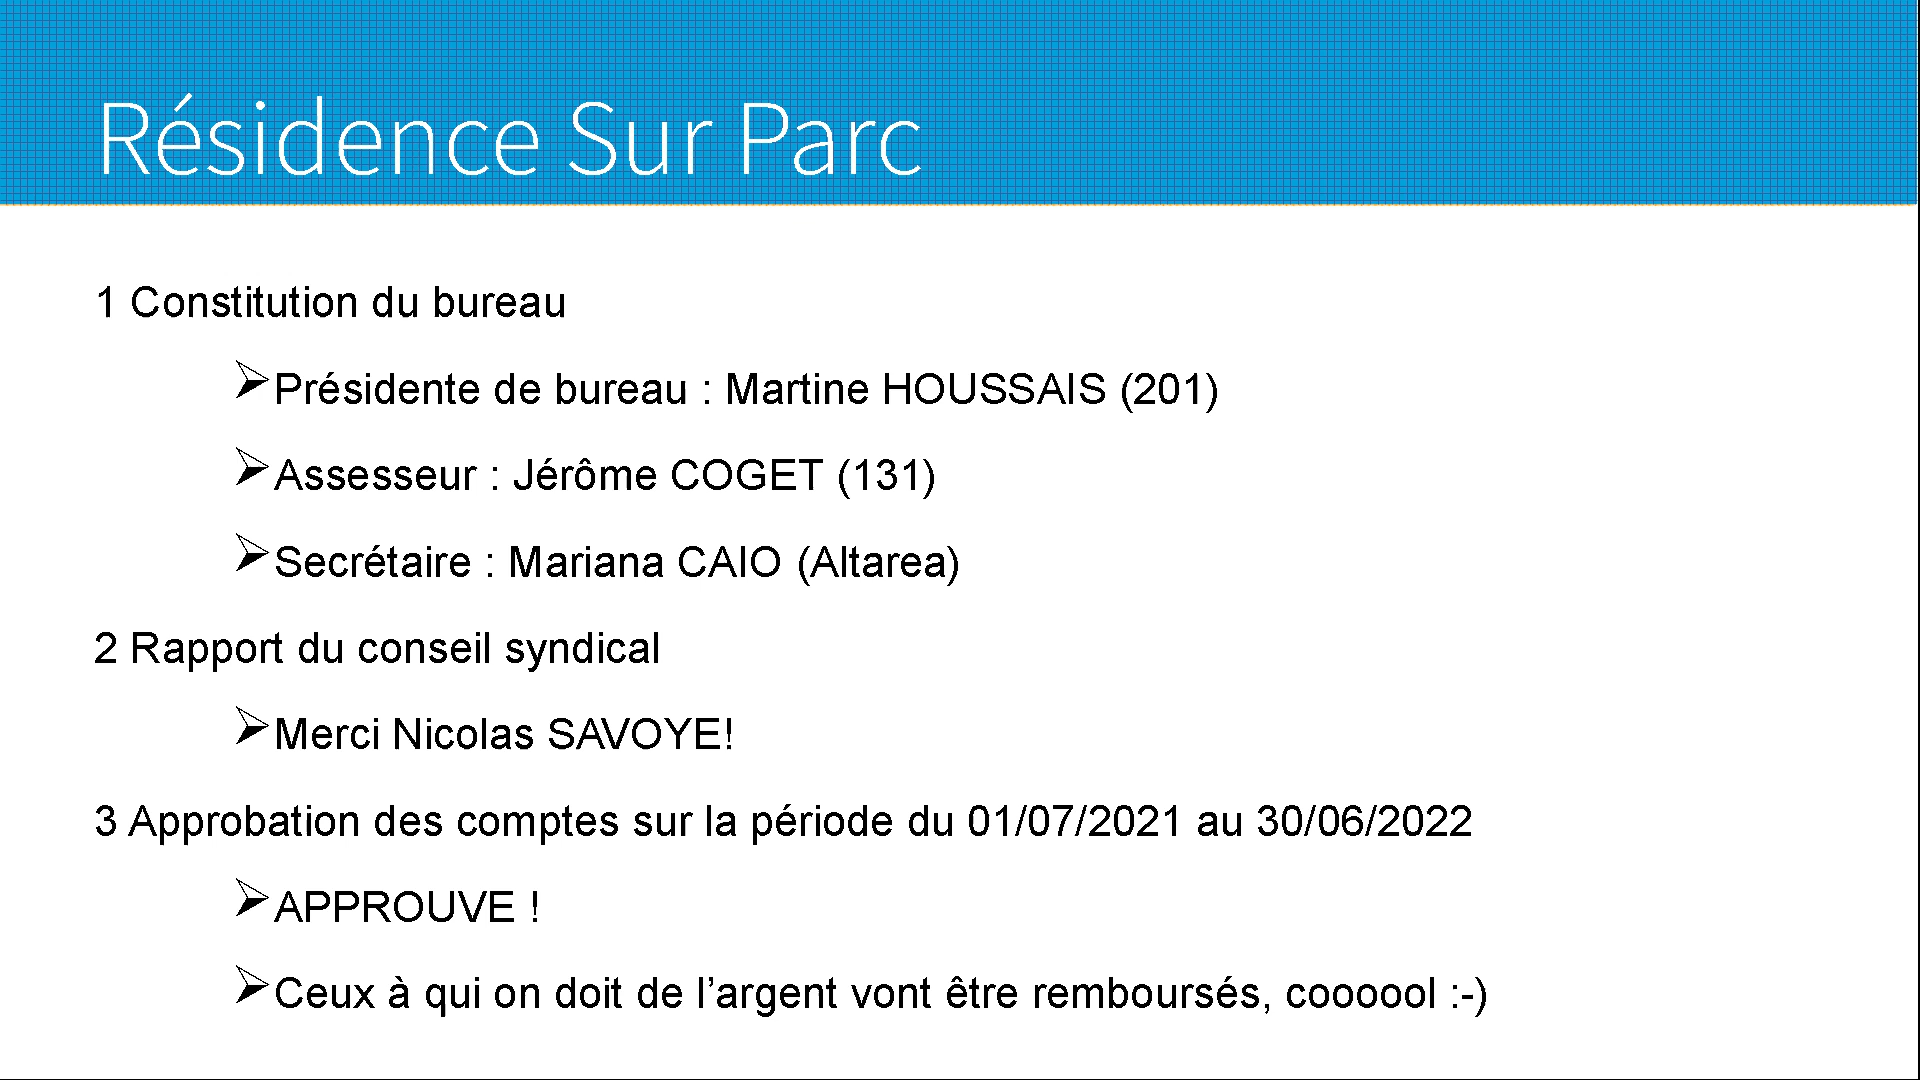 Résidence Sur Parc
1 Constitution du bureau
➢Présidente de bureau : Martine HOUSSAIS (201)
➢Assesseur : Jérôme COGET (131)
➢Secrétaire : Mariana CAIO (Altarea)
2 Rapport du conseil syndical
➢Merci Nicolas SAVOYE!
3 Approbation des comptes sur la période du 01/07/2021 au 30/06/2022
➢APPROUVE !
➢Ceux à qui on doit de l’argent vont être remboursés, coooool :-)